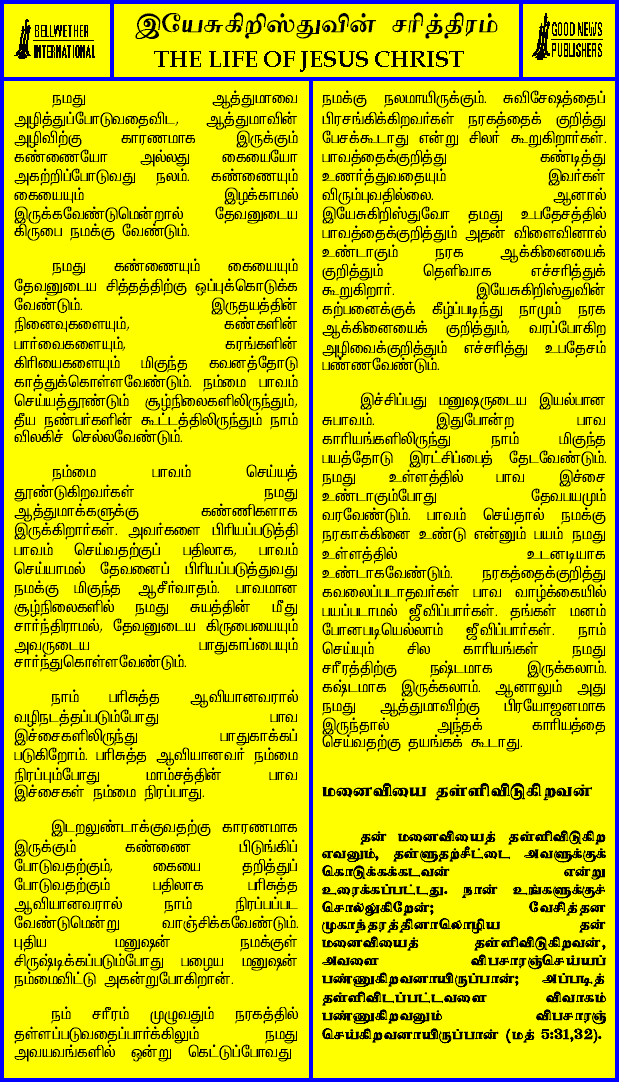 BELLWETHER
INTERNATIONAL
இயேசுகிறிஸ்துவின் சரித்திரம்
THE LIFE OF JESUS CHRIST
GOOD NEWS
PUBLISHERS
நமது ஆத்துமாவை
அழித்துப்போடுவதைவிட, ஆத்துமாவின்
அழிவிற்கு காரணமாக இருக்கும்
கண்ணையோ அல்லது கையையோ
அகற்றிப்போடுவது நலம். கண்ணையும்
கையையும் இழக்காமல்
இருக்கவேண்டுமென்றால் தேவனுடைய
கிருபை நமக்கு வேண்டும்.
நமது கண்ணையும் கையையும்
தேவனுடைய சித்தத்திற்கு ஒப்புக்கொடுக்க
வேண்டும். இருதயத்தின்
நினைவுகளையும், கண்களின்
பார்வைகளையும், கரங்களின்
கிரியைகளையும் மிகுந்த கவனத்தோடு
காத்துக்கொள்ளவேண்டும். நம்மை பாவம்
செய்யத்தூண்டும் சூழ்நிலைகளிலிருந்தும்,
தீய நண்பர்களின் கூட்டத்திலிருந்தும் நாம்
விலகிச் செல்லவேண்டும்.
நம்மை பாவம் செய்யத்
தூண்டுகிறவர்கள் நமது
ஆத்துமாக்களுக்கு கண்ணிகளாக
இருக்கிறார்கள். அவர்களை பிரியப்படுத்தி
பாவம் செய்வதற்குப் பதிலாக, பாவம்
செய்யாமல் தேவனைப் பிரியப்படுத்துவது
நமக்கு மிகுந்த ஆசீர்வாதம். பாவமான
சூழ்நிலைகளில் நமது சுயத்தின் மீது
சார்ந்திராமல், தேவனுடைய கிருபையையும்
அவருடைய பாதுகாப்பையும்
சார்ந்துகொள்ளவேண்டும்.
நாம் பரிசுத்த ஆவியானவரால்
வழிநடத்தப்படும்போது பாவ
இச்சைகளிலிருந்து பாதுகாக்கப்
படுகிறோம். பரிசுத்த ஆவியானவர் நம்மை
நிரப்பும்போது மாம்சத்தின் பாவ
இச்சைகள் நம்மை நிரப்பாது.
இடறலுண்டாக்குவதற்கு காரணமாக
இருக்கும் கண்ணை பிடுங்கிப்
போடுவதற்கும், கையை தறித்துப்
போடுவதற்கும் பதிலாக பரிசுத்த
ஆவியானவரால் நாம் நிரப்பப்பட
வேண்டுமென்று வாஞ்சிக்கவேண்டும்.
புதிய மனுஷன் நமக்குள்
சிருஷ்டிக்கப்படும்போது பழைய மனுஷன்
நம்மைவிட்டு அகன்றுபோகிறான்.
நம் சரீரம் முழுவதும் நரகத்தில்
தள்ளப்படுவதைப்பார்க்கிலும் நமது
அவயவங்களில் ஒன்று கெட்டுப்போவது
நமக்கு நலமாயிருக்கும். சுவிசேஷத்தைப்
பிரசங்கிக்கிறவர்கள் நரகத்தைக் குறித்து
பேசக்கூடாது என்று சிலர் கூறுகிறார்கள்.
பாவத்தைக்குறித்து கண்டித்து
உணர்த்துவதையும் இவர்கள்
விரும்புவதில்லை. ஆனால்
இயேசுகிறிஸ்துவோ தமது உபதேசத்தில்
பாவத்தைக்குறித்தும் அதன் விளைவினால்
உண்டாகும் நரக ஆக்கினையைக்
குறித்தும் தெளிவாக எச்சரித்துக்
கூறுகிறார். இயேசுகிறிஸ்துவின்
கற்பனைக்குக் கீழ்ப்படிந்து நாமும் நரக
ஆக்கினையைக் குறித்தும், வரப்போகிற
அழிவைக்குறித்தும் எச்சரித்து உபதேசம்
பண்ணவேண்டும்.
இச்சிப்பது மனுஷருடைய இயல்பான
சுபாவம். இதுபோன்ற பாவ
காரியங்களிலிருந்து நாம் மிகுந்த
பயத்தோடு இரட்சிப்பைத் தேடவேண்டும்.
நமது உள்ளத்தில் பாவ இச்சை
உண்டாகும்போது தேவபயமும்
வரவேண்டும். பாவம் செய்தால் நமக்கு
நரகாக்கினை உண்டு என்னும் பயம் நமது
உள்ளத்தில் உடனடியாக
உண்டாகவேண்டும். நரகத்தைக்குறித்து
கவலைப்படாதவர்கள் பாவ வாழ்க்கையில்
பயப்படாமல் ஜீவிப்பார்கள். தங்கள் மனம்
போனபடியெல்லாம் ஜீவிப்பார்கள். நாம்
செய்யும் சில காரியங்கள் நமது
சரீரத்திற்கு நஷ்டமாக இருக்கலாம்.
கஷ்டமாக இருக்கலாம். ஆனாலும் அது
நமது ஆத்துமாவிற்கு பிரயோஜனமாக
இருந்தால் அந்தக் காரியத்தை
செய்வதற்கு தயங்கக் கூடாது.
மனைவியை தள்ளிவிடுகிறவன்
தன் மனைவியைத் தள்ளிவிடுகிற
எவனும், தள்ளுதற்சீட்டை அவளுக்குக்
கொடுக்கக்கடவன் என்று
உரைக்கப்பட்டது. நான் உங்களுக்குச்
சொல்லுகிறேன்; வேசித்தன
முகாந்தரத்தினாலொழிய தன்
மனைவியைத் தள்ளிவிடுகிறவன்,
அவளை விபசாரஞ்செய்யப்
பண்ணுகிறவனாயிருப்பான்; அப்படித்
தள்ளிவிடப்பட்டவளை விவாகம்
பண்ணுகிறவனும் விபசாரஞ்
செய்கிறவனாயிருப்பான் (மத் 5:31,32).